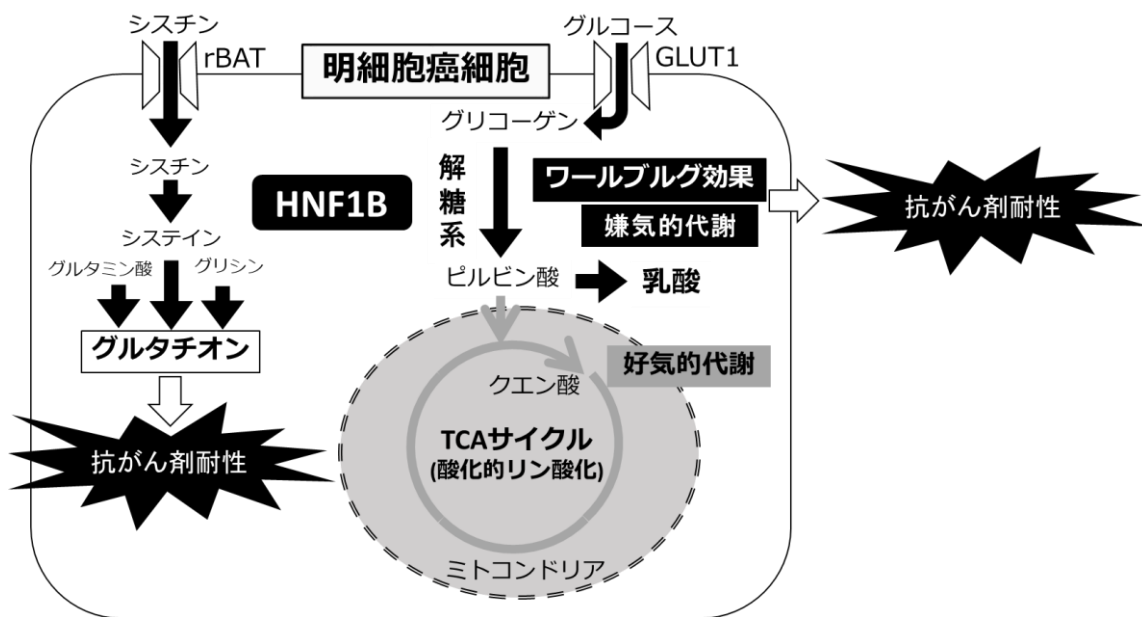 シスチン
rBAT
明細胞癌細胞
グルコース
GLUT1
グリコーゲン
シスチン
HNF1B
解糖系
ワールブルグ効果
嫌気的代謝
抗がん剤耐性
システイン
グルタミン酸
グリシン
ピルビン酸
乳酸
グルタチオン
好気的代謝
クエン酸
TCAサイクル
(酸化的リン酸化)
抗がん剤耐性
ミトコンドリア